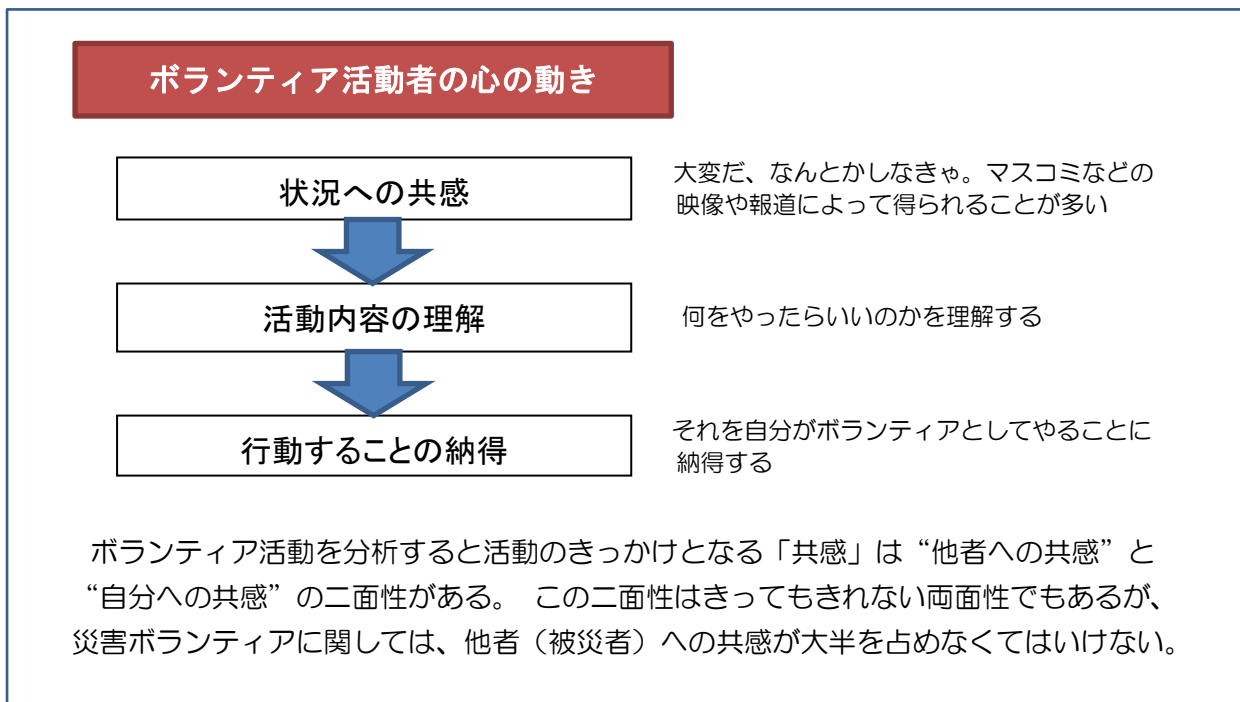 ボランティア活動者の心の動き
状況への共感
大変だ、なんとかしなきゃ。マスコミなどの
映像や報道によって得られることが多い
活動内容の理解
何をやったらいいのかを理解する
行動することの納得
それを自分がボランティアとしてやることに
納得する
ボランティア活動を分析すると活動のきっかけとなる「共感」は“他者への共感”と
“自分への共感”の二面性がある。 この二面性はきってもきれない両面性でもあるが、
災害ボランティアに関しては、他者（被災者）への共感が大半を占めなくてはいけない。